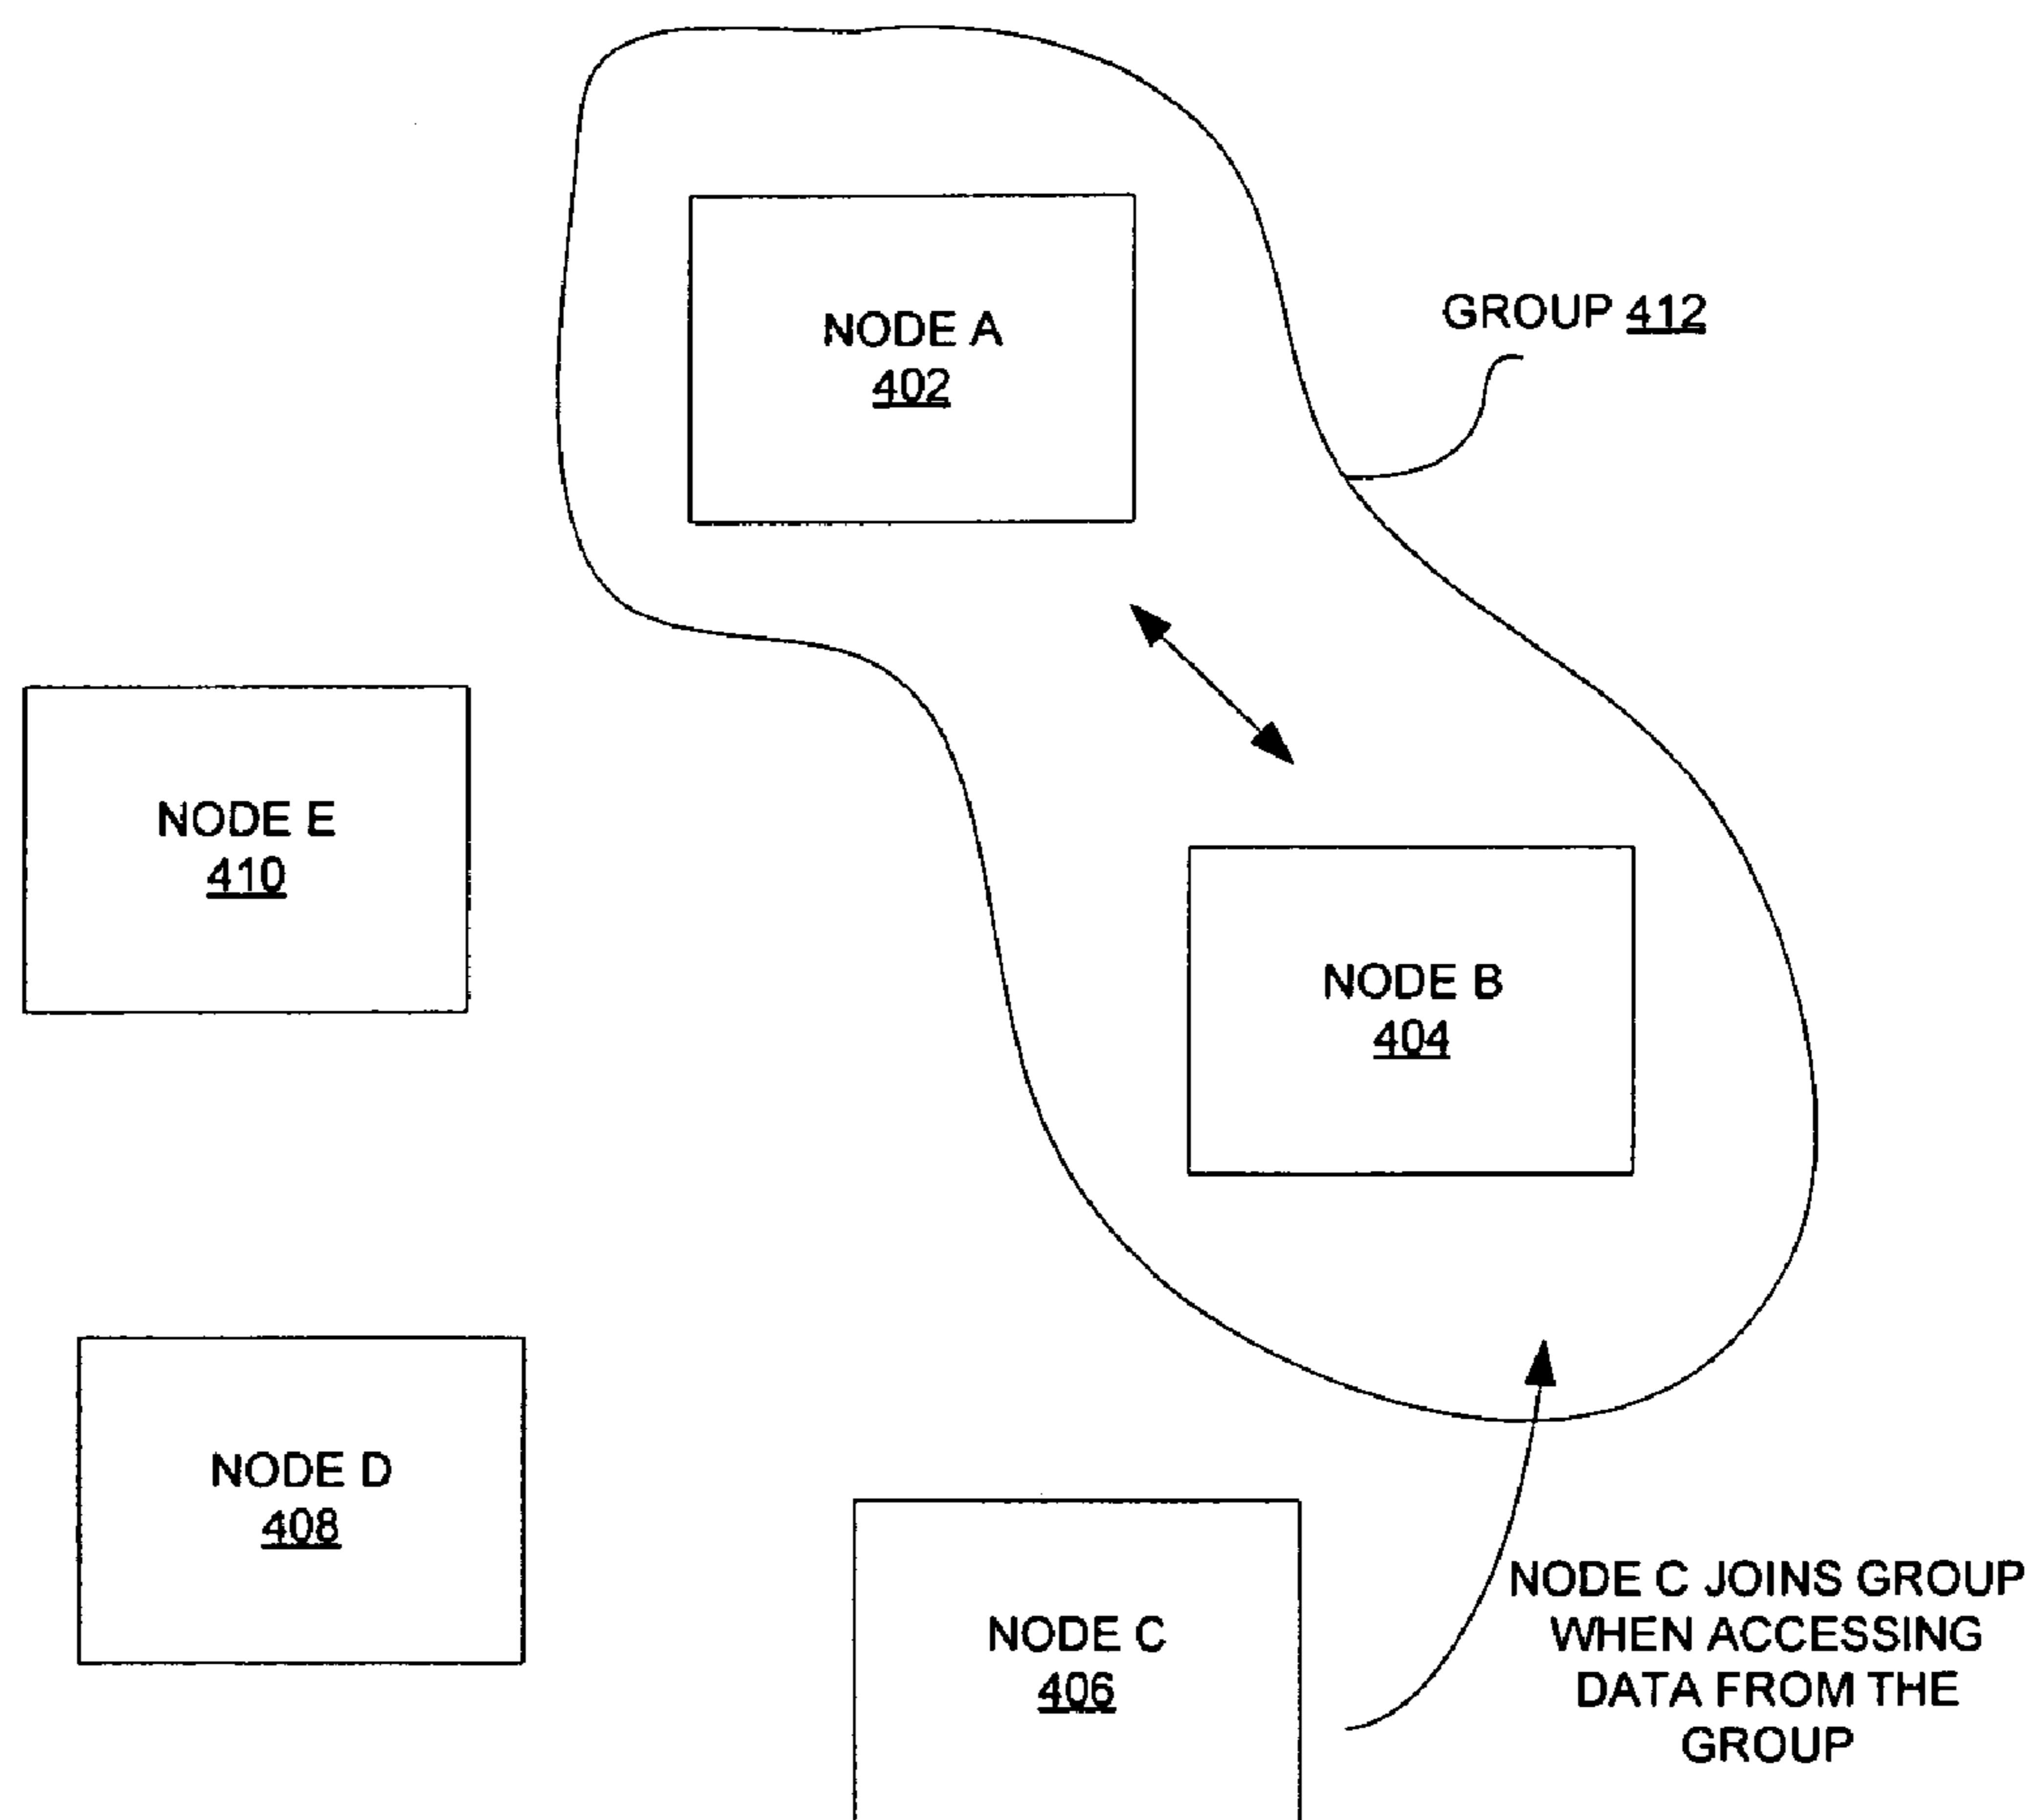 NODE A
402
GROUP 412
NODE E
410
NODE B
404
NODE D
408
NODE C
406
NODE C JOINS GROUP
WHEN ACCESSING
DATA FROM THE
GROUP